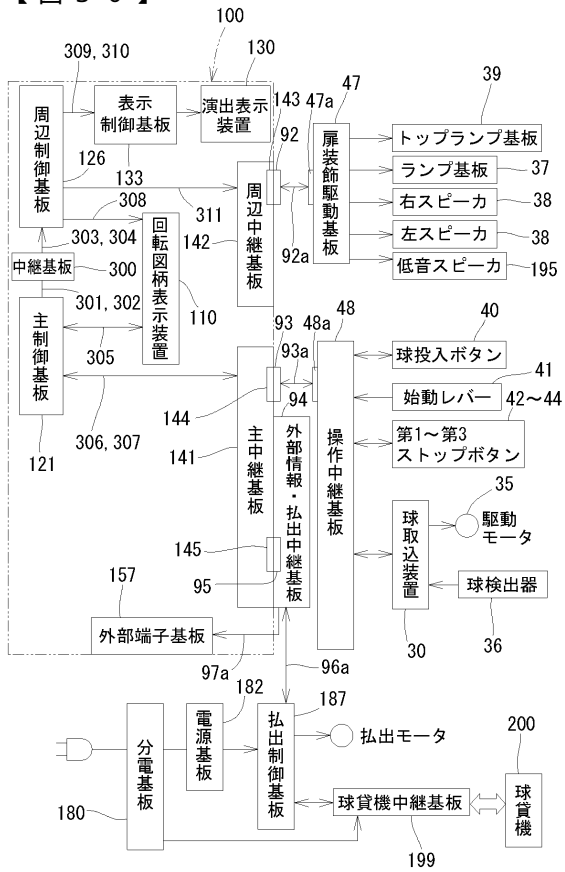 100
309, 310
130
周辺制御基板
表示
制御基板
演出表示
装置
143
92
47a
47
39
扉装飾駆動基板
トップランプ基板
126
133
ランプ基板
37
308
311
周辺中継基板
右スピーカ
38
303, 304
142
92a
左スピーカ
38
中継基板
300
回転図柄表示装置
低音スピーカ
195
301, 302
110
主制御基板
305
93
48a
48
40
93a
球投入ボタン
94
41
144
始動レバー
42～44
306, 307
141
第1～第3
ストップボタン
121
主中継基板
外部情報・払出中継基板
操作中継基板
35
145
球取込装置
駆動
モータ
157
95
球検出器
外部端子基板
30
36
97a
96a
182
187
電源基板
払出制御基板
200
分電基板
払出モータ
球貸機
180
球貸機中継基板
199